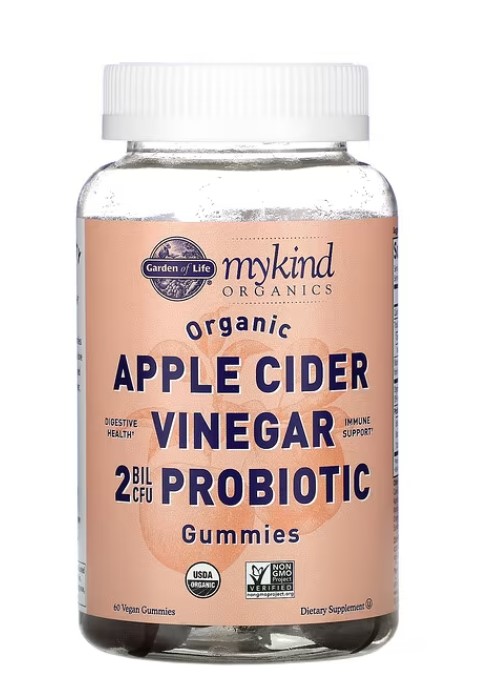 Garden of Life®
mykind
ORGANICS
Organic
APPLE CIDER
VINEGAR
DIGESTIVE
HEALTH†
IMMUNE
SUPPORT†
2 BIL
CFU
PROBIOTIC
Gummies
USDA
ORGANIC
NON
GMO
Project
VERIFIED
nongmoproject.org
60 Vegan Gummies
Dietary Supplement Ⓤ